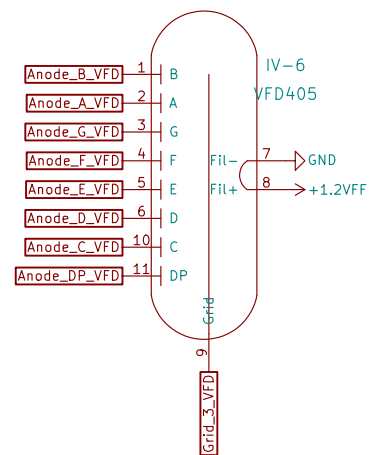 IV-6
VFD405
Anode_B_VFD 1 B
Anode_A_VFD 2 A
Anode_G_VFD 3 G
Anode_F_VFD 4 F Fil- 7 GND
Anode_E_VFD 5 E Fil+ 8 +1.2VFF
Anode_D_VFD 6 D
Anode_C_VFD 10 C
Anode_DP_VFD 11 DP
Grid
9
Grid_3_VFD